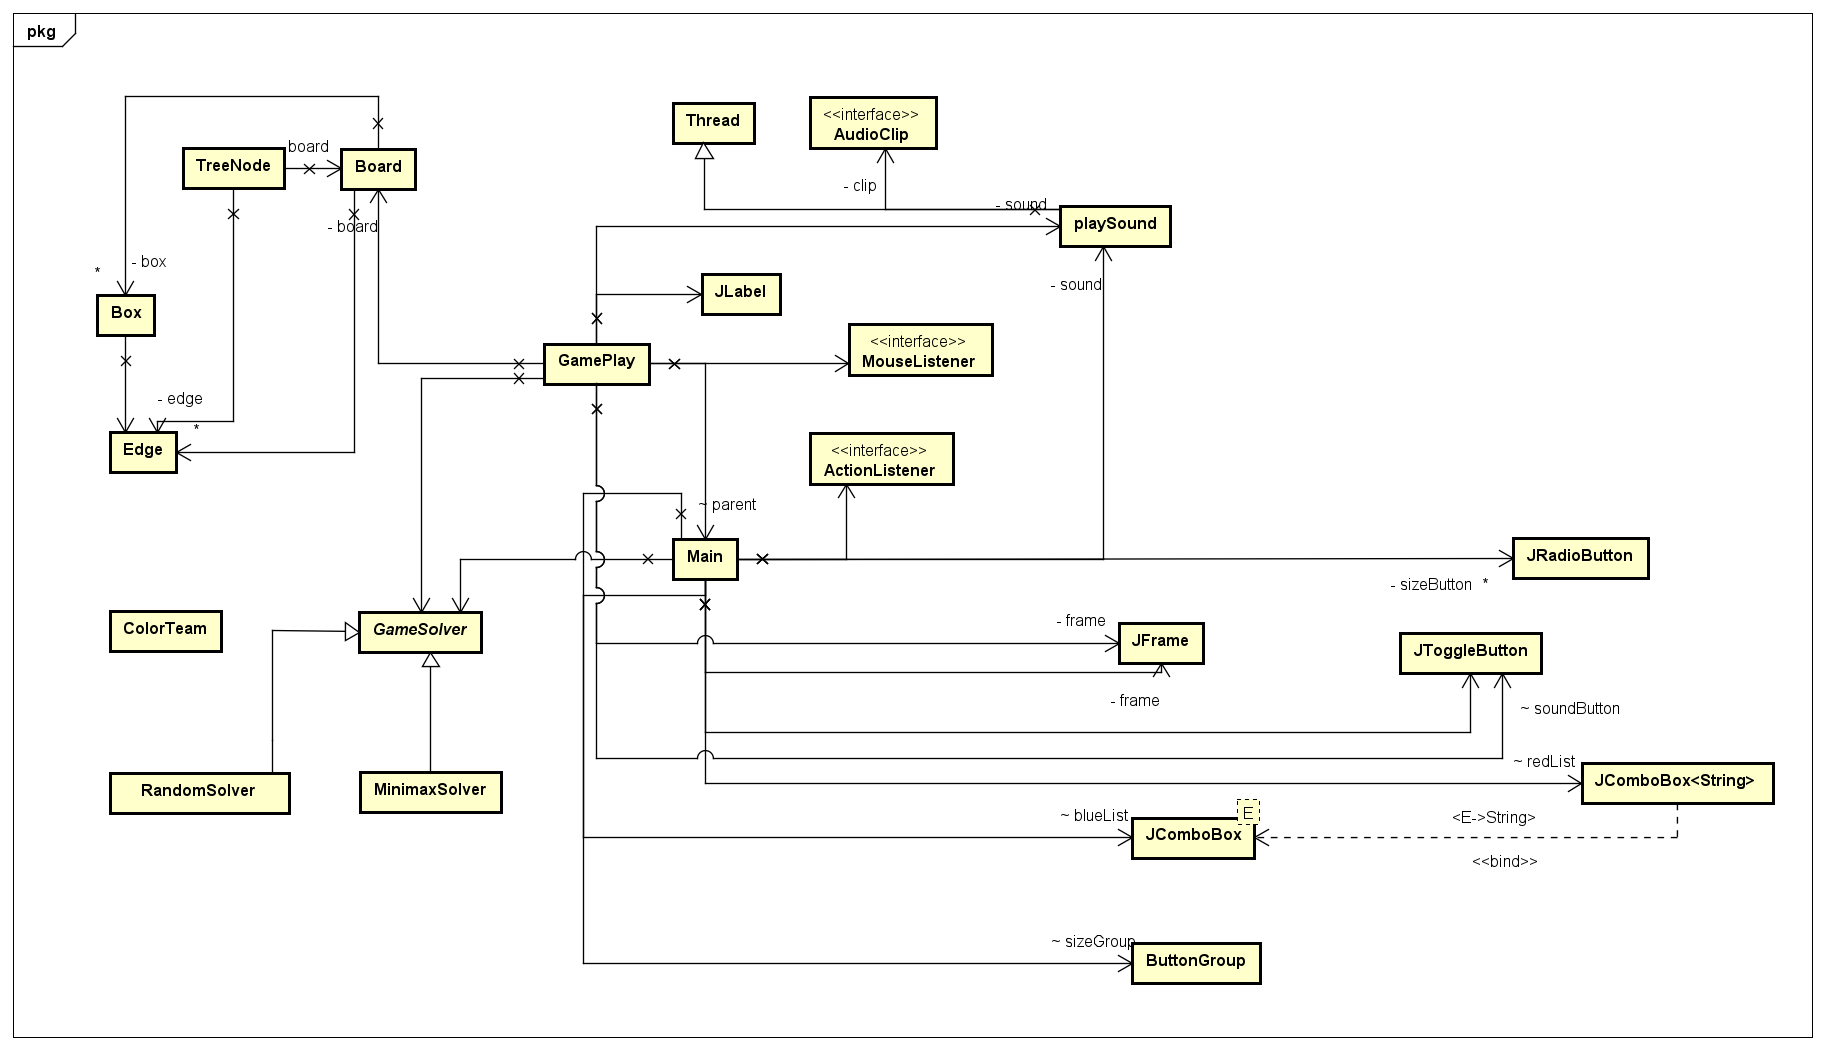 pkg
Thread
<<interface>>
AudioClip
TreeNode
board
Board
- clip
- sound
playSound
- board
- box
*
Box
- sound
JLabel
GamePlay
<<interface>>
MouseListener
- edge
*
Edge
<<interface>>
ActionListener
~ parent
Main
JRadioButton
- sizeButton *
ColorTeam
GameSolver
- frame
JFrame
JToggleButton
- frame
~ soundButton
RandomSolver
MinimaxSolver
~ redList
JComboBox<String>
~ blueList
E
JComboBox
<E->String>
<<bind>>
~ sizeGroup
ButtonGroup